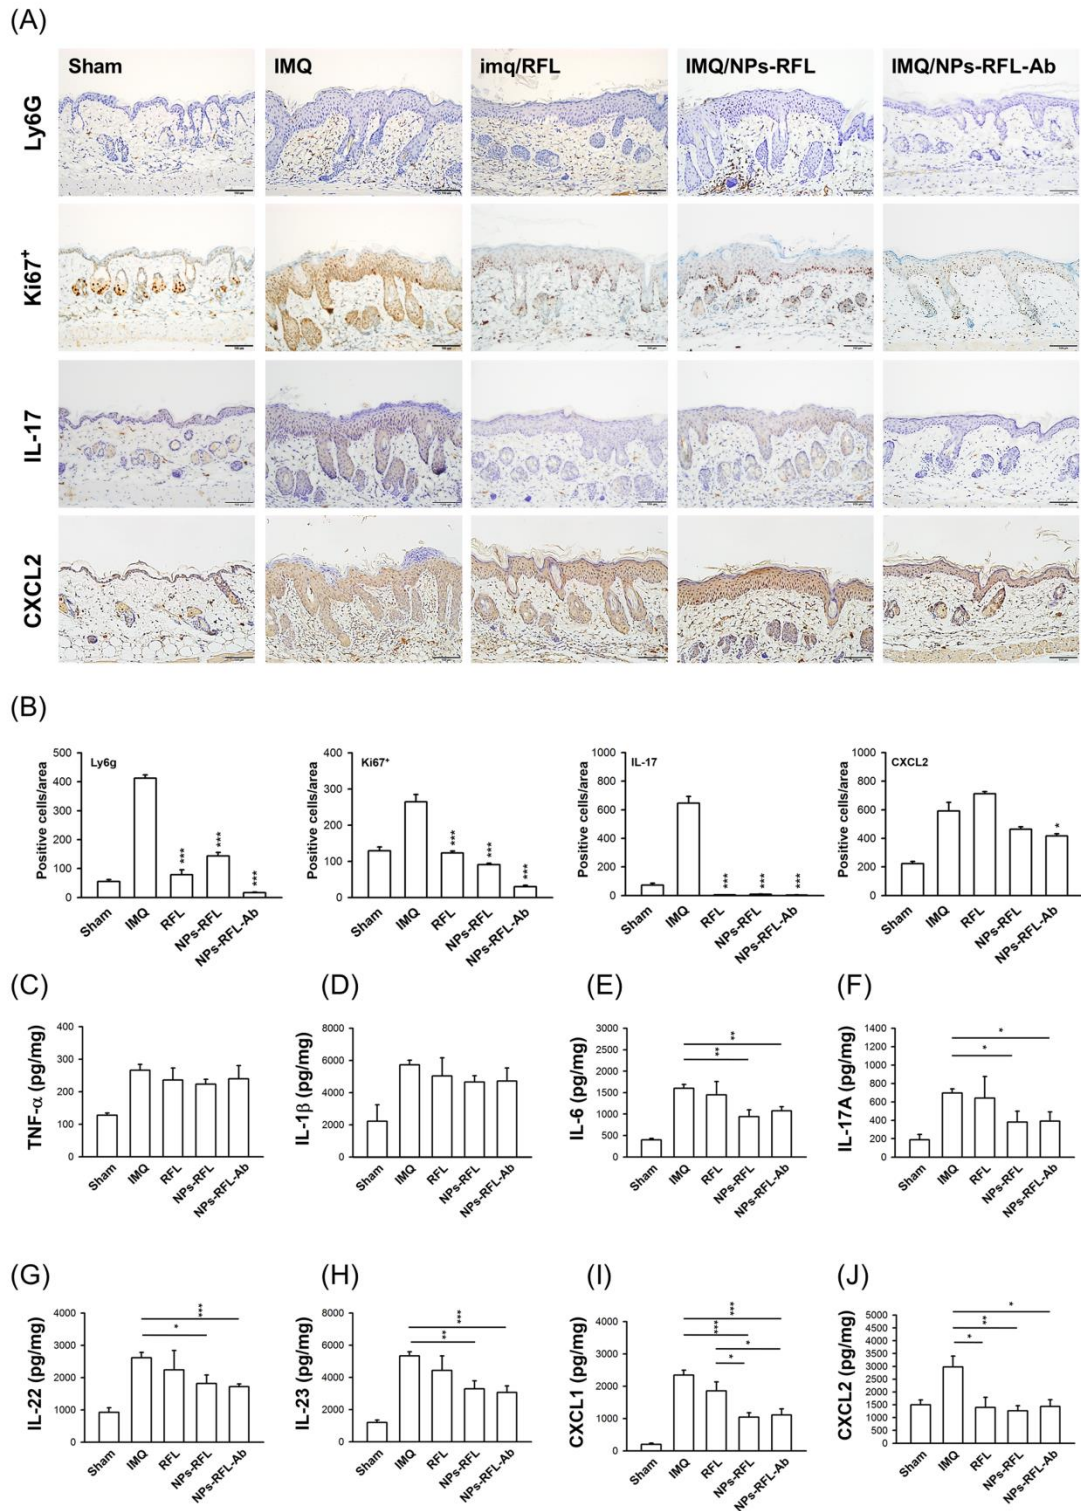 (A)
Sham IMQ imq/RFL IMQ/NPs-RFL IMQ/NPs-RFL-Ab
Ly6G
Ki67+
IL-17
CXCL2
(B)
Positive cells/area
500
400
300
200
100
0
Ly6g
***
***
***
Sham IMQ RFL NPs-RFL NPs-RFL-Ab
Positive cells/area
400
300
200
100
0
Ki67+
***
***
***
Sham IMQ RFL NPs-RFL NPs-RFL-Ab
Positive cells/area
1000
800
600
400
200
0
IL-17
***
***
***
Sham IMQ RFL NPs-RFL NPs-RFL-Ab
Positive cells/area
1000
800
600
400
200
0
CXCL2
*
Sham IMQ RFL NPs-RFL NPs-RFL-Ab
(C)
TNF-α (pg/mg)
400
300
200
100
0
Sham IMQ RFL NPs-RFL NPs-RFL-Ab
(D)
IL-1β (pg/mg)
8000
6000
4000
2000
0
Sham IMQ RFL NPs-RFL NPs-RFL-Ab
(E)
IL-6 (pg/mg)
3000
2500
2000
1500
1000
500
0
**
**
Sham IMQ RFL NPs-RFL NPs-RFL-Ab
(F)
IL-17A (pg/mg)
1400
1200
1000
800
600
400
200
0
*
*
Sham IMQ RFL NPs-RFL NPs-RFL-Ab
(G)
IL-22 (pg/mg)
4000
3000
2000
1000
0
***
*
Sham IMQ RFL NPs-RFL NPs-RFL-Ab
(H)
IL-23 (pg/mg)
8000
6000
4000
2000
0
***
**
Sham IMQ RFL NPs-RFL NPs-RFL-Ab
(I)
CXCL1 (pg/mg)
4000
3000
2000
1000
0
***
***
*
*
Sham IMQ RFL NPs-RFL NPs-RFL-Ab
(J)
CXCL2 (pg/mg)
5000
4500
4000
3500
3000
2500
2000
1500
1000
500
0
*
**
*
Sham IMQ RFL NPs-RFL NPs-RFL-Ab